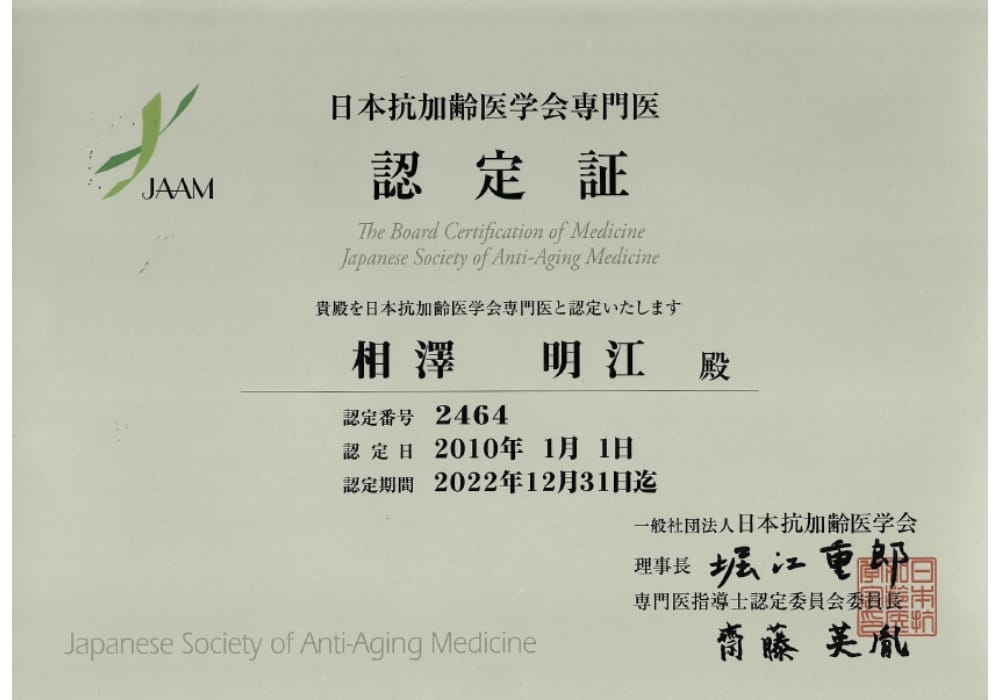 JAAM
日本抗加齢医学会専門医
認定証
The Board Certification of Medicine
Japanese Society of Anti-Aging Medicine
貴殿を日本抗加齢医学会専門医と認定いたします
相澤 明江 殿
認定番号 2464
認定日 2010年 1月 1日
認定期間 2022年12月31日迄
一般社団法人日本抗加齢医学会
理事長 堀江重郎
専門医指導士認定委員会委員長
齋藤英胤
Japanese Society of Anti-Aging Medicine